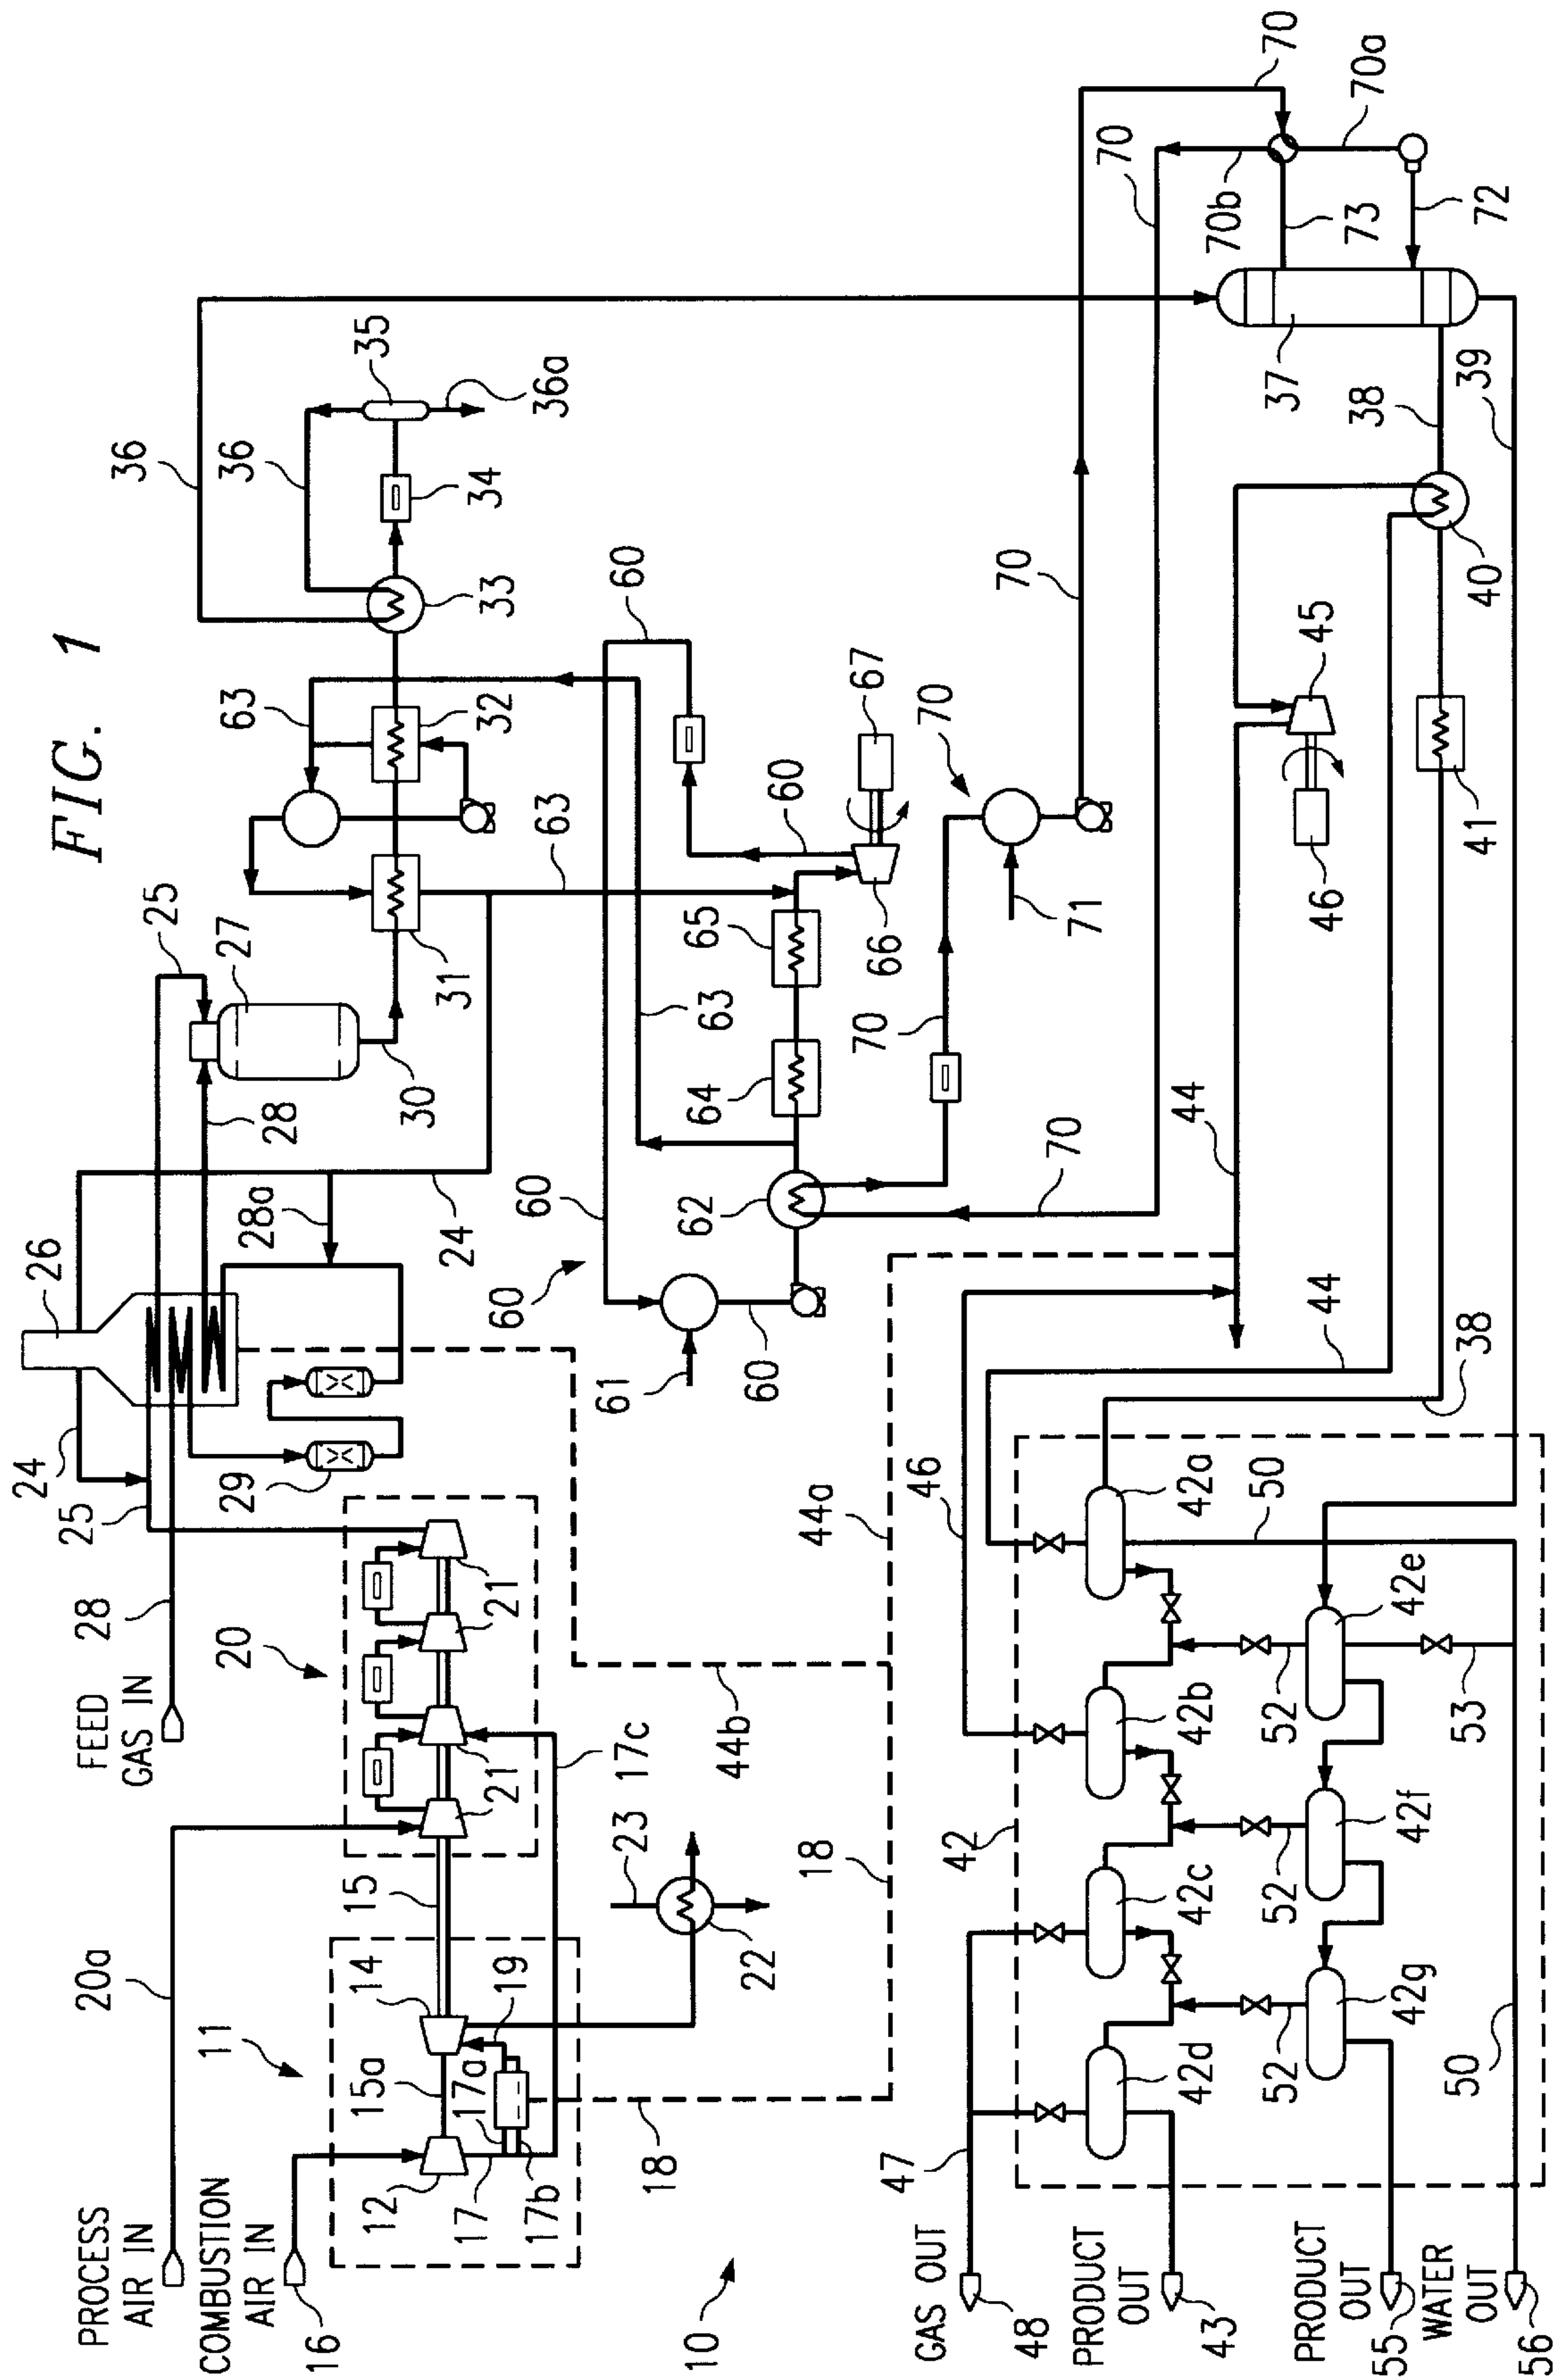 FIG. 1
PROCESS
AIR IN
COMBUSTION
AIR IN
16
20a
FEED
GAS IN
28
25
24
26
25
27
28
28a
24
29
30
31
63
32
33
34
35
36
36
36a
11
15a
14
15
12
17
17a
17b
19
20
21
21
21
17c
22
23
18
18
44b
44a
10
60
60
61
60
62
63
64
65
63
60
60
66
67
70
70
70
70
71
70
70
70a
70b
73
72
37
38
39
40
41
44
45
46
44
38
46
42
42a
42b
42c
42d
42e
42f
42g
50
50
52
52
52
53
47
GAS OUT
48
PRODUCT
OUT
43
PRODUCT
OUT
55
WATER
OUT
56